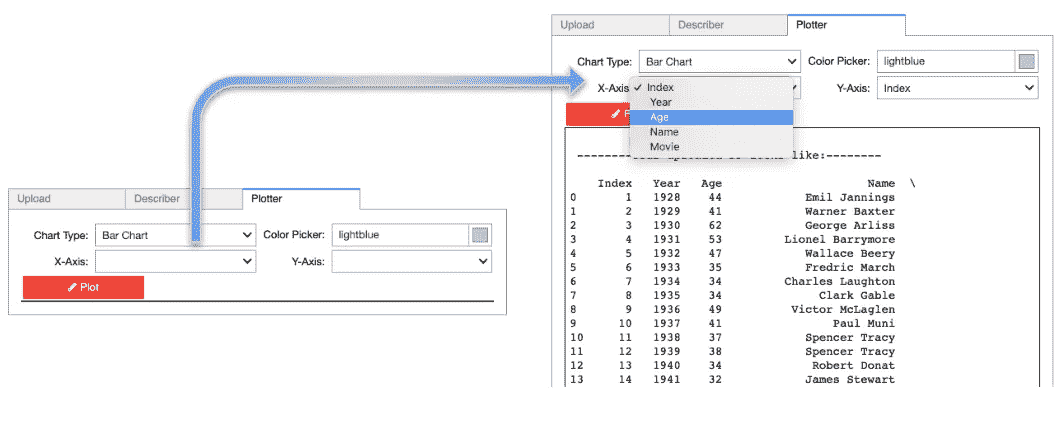 Upload Describer Plotter
Chart Type: Bar Chart Color Picker: lightblue
X-Axis: Y-Axis:
Plot
Upload Describer Plotter
Chart Type: Bar Chart Color Picker: lightblue
X-Axis ✓ Index Y-Axis: Index
Year
Age
Name
Movie
like:--------
Index Year Age Name \
0 1 1928 44 Emil Jannings
1 2 1929 41 Warner Baxter
2 3 1930 62 George Arliss
3 4 1931 53 Lionel Barrymore
4 5 1932 47 Wallace Beery
5 6 1933 35 Fredric March
6 7 1934 34 Charles Laughton
7 8 1935 34 Clark Gable
8 9 1936 49 Victor McLaglen
9 10 1937 41 Paul Muni
10 11 1938 37 Spencer Tracy
11 12 1939 38 Spencer Tracy
12 13 1940 34 Robert Donat
13 14 1941 32 James Stewart